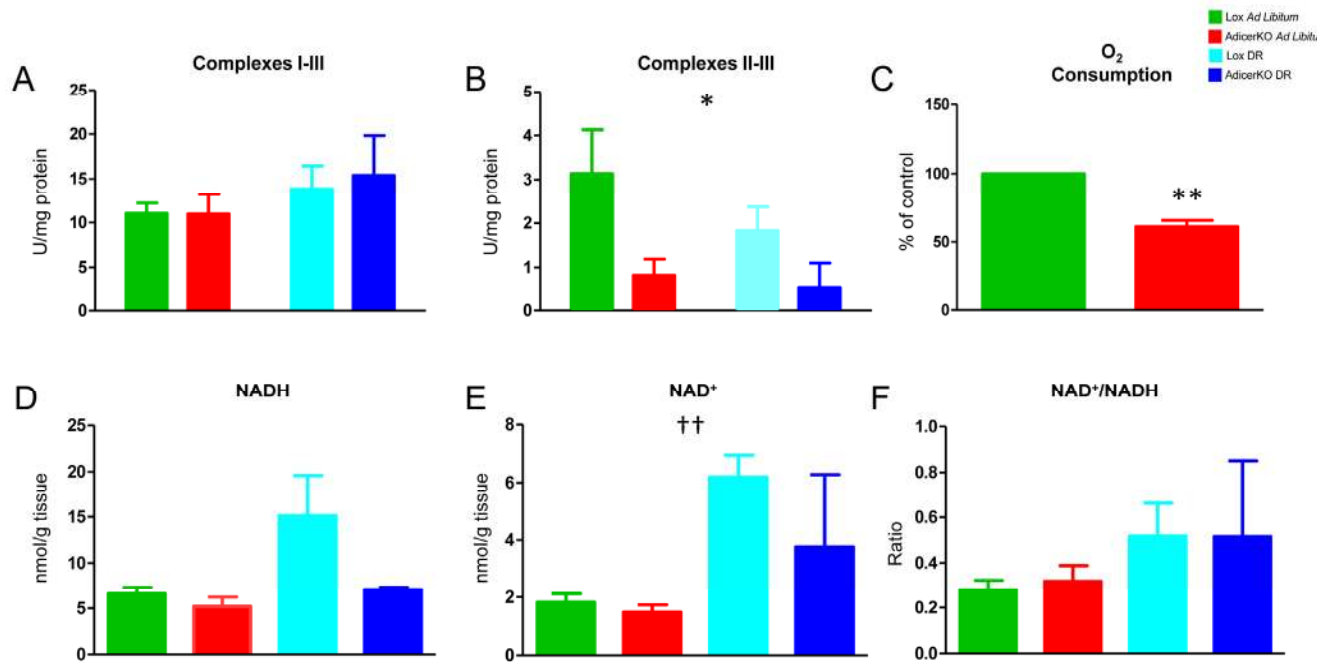 Lox Ad Libitum
AdicerKO Ad Libitu
Lox DR
AdicerKO DR
A
Complexes I-III
U/mg protein
25
20
15
10
5
0
B
Complexes II-III
*
U/mg protein
5
4
3
2
1
0
C
O2
Consumption
% of control
150
100
50
0
**
D
NADH
nmol/g tissue
25
20
15
10
5
0
E
NAD+
††
nmol/g tissue
8
6
4
2
0
F
NAD+/NADH
Ratio
1.0
0.8
0.6
0.4
0.2
0.0